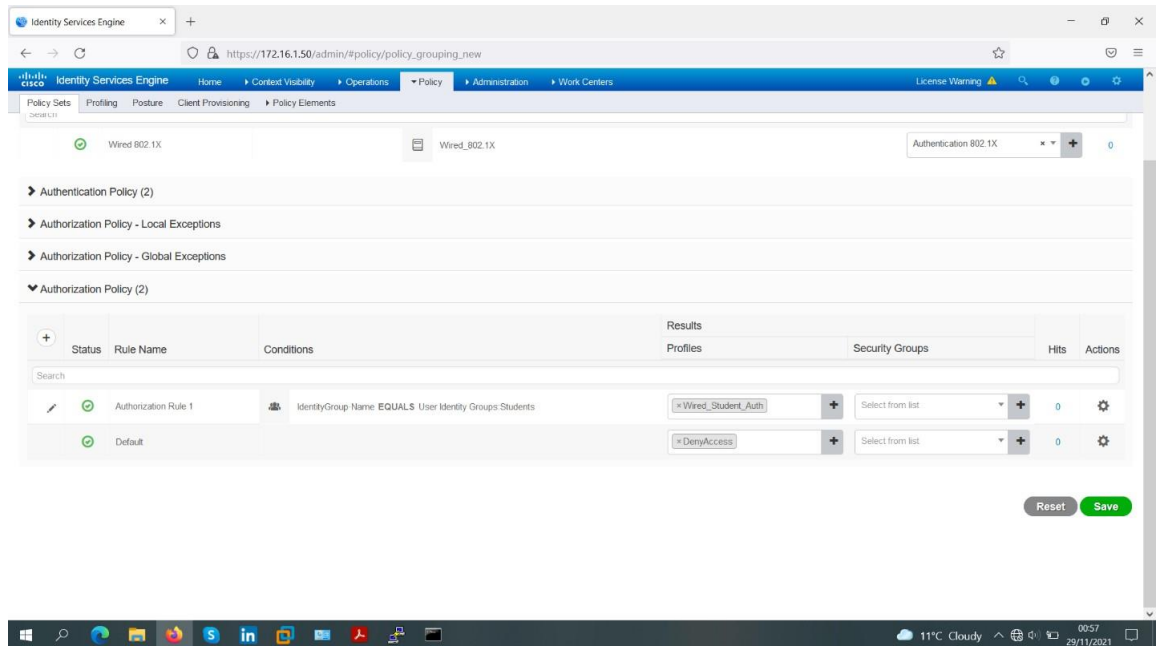 Identity Services Engine × +
https://172.16.1.50/admin/#policy/policy_grouping_new
cisco Identity Services Engine Home Context Visibility Operations Policy Administration Work Centers License Warning
Policy Sets Profiling Posture Client Provisioning Policy Elements
Search
Wired 802.1X Wired_802.1X Authentication 802.1X × + 0
Authentication Policy (2)
Authorization Policy - Local Exceptions
Authorization Policy - Global Exceptions
Authorization Policy (2)
Results
+ Status Rule Name Conditions Profiles Security Groups Hits Actions
Search
Authorization Rule 1 IdentityGroup·Name EQUALS User Identity Groups:Students × Wired_Student_Auth + Select from list + 0
Default × DenyAccess + Select from list + 0
Reset Save
11°C Cloudy 00:57
29/11/2021